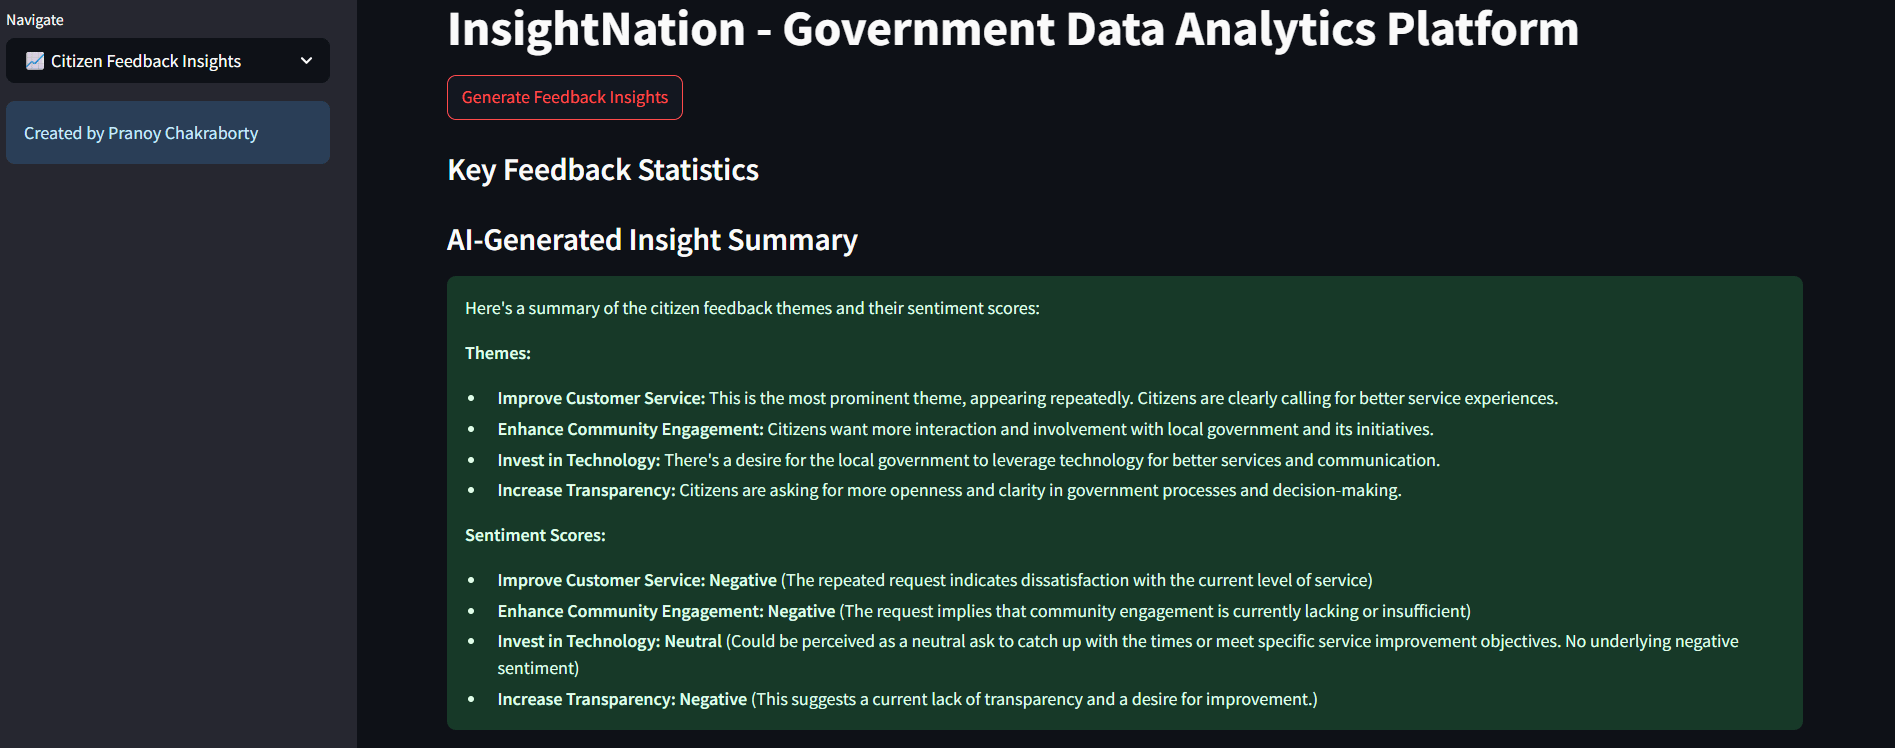 Navigate
Citizen Feedback Insights
Created by Pranoy Chakraborty
InsightNation - Government Data Analytics Platform
Generate Feedback Insights
Key Feedback Statistics
AI-Generated Insight Summary
Here's a summary of the citizen feedback themes and their sentiment scores:
Themes:
• Improve Customer Service: This is the most prominent theme, appearing repeatedly. Citizens are clearly calling for better service experiences.
• Enhance Community Engagement: Citizens want more interaction and involvement with local government and its initiatives.
• Invest in Technology: There's a desire for the local government to leverage technology for better services and communication.
• Increase Transparency: Citizens are asking for more openness and clarity in government processes and decision-making.
Sentiment Scores:
• Improve Customer Service: Negative (The repeated request indicates dissatisfaction with the current level of service)
• Enhance Community Engagement: Negative (The request implies that community engagement is currently lacking or insufficient)
• Invest in Technology: Neutral (Could be perceived as a neutral ask to catch up with the times or meet specific service improvement objectives. No underlying negative
sentiment)
• Increase Transparency: Negative (This suggests a current lack of transparency and a desire for improvement.)